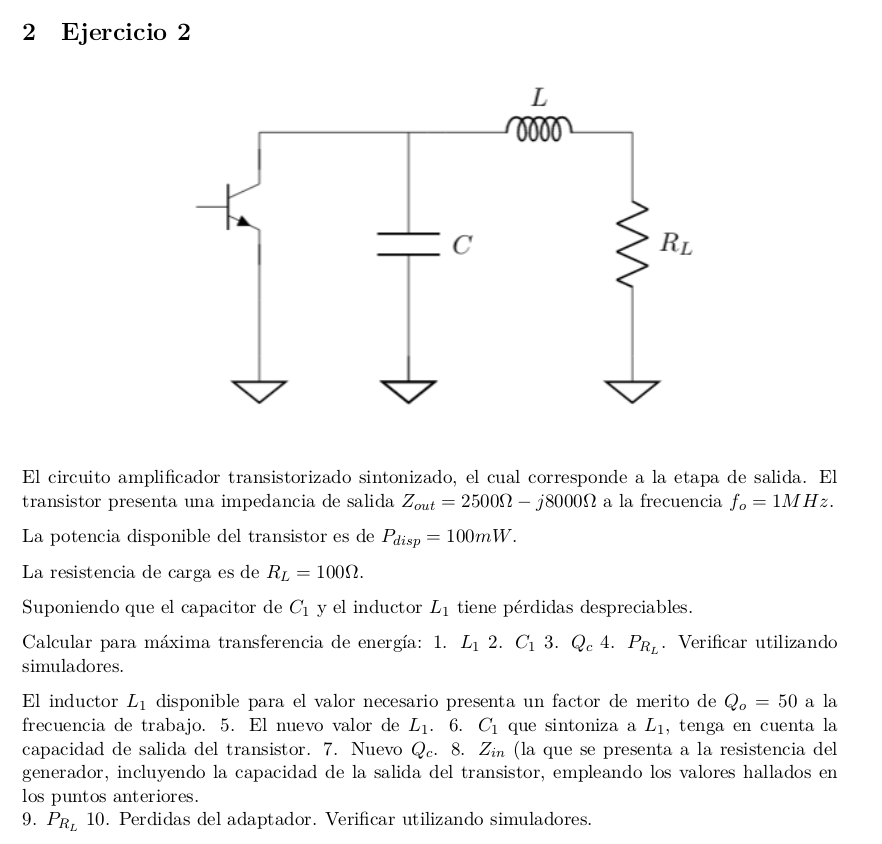 2 Ejercicio 2
L
C
R_L
El circuito amplificador transistorizado sintonizado, el cual corresponde a la etapa de salida. El
transistor presenta una impedancia de salida Z_{out} = 2500Ω − j8000Ω a la frecuencia f_o = 1MHz.
La potencia disponible del transistor es de P_{disp} = 100mW.
La resistencia de carga es de R_L = 100Ω.
Suponiendo que el capacitor de C_1 y el inductor L_1 tiene pérdidas despreciables.
Calcular para máxima transferencia de energía: 1. L_1 2. C_1 3. Q_c 4. P_{R_L}. Verificar utilizando
simuladores.
El inductor L_1 disponible para el valor necesario presenta un factor de merito de Q_o = 50 a la
frecuencia de trabajo. 5. El nuevo valor de L_1. 6. C_1 que sintoniza a L_1, tenga en cuenta la
capacidad de salida del transistor. 7. Nuevo Q_c. 8. Z_{in} (la que se presenta a la resistencia del
generador, incluyendo la capacidad de la salida del transistor, empleando los valores hallados en
los puntos anteriores.
9. P_{R_L} 10. Perdidas del adaptador. Verificar utilizando simuladores.